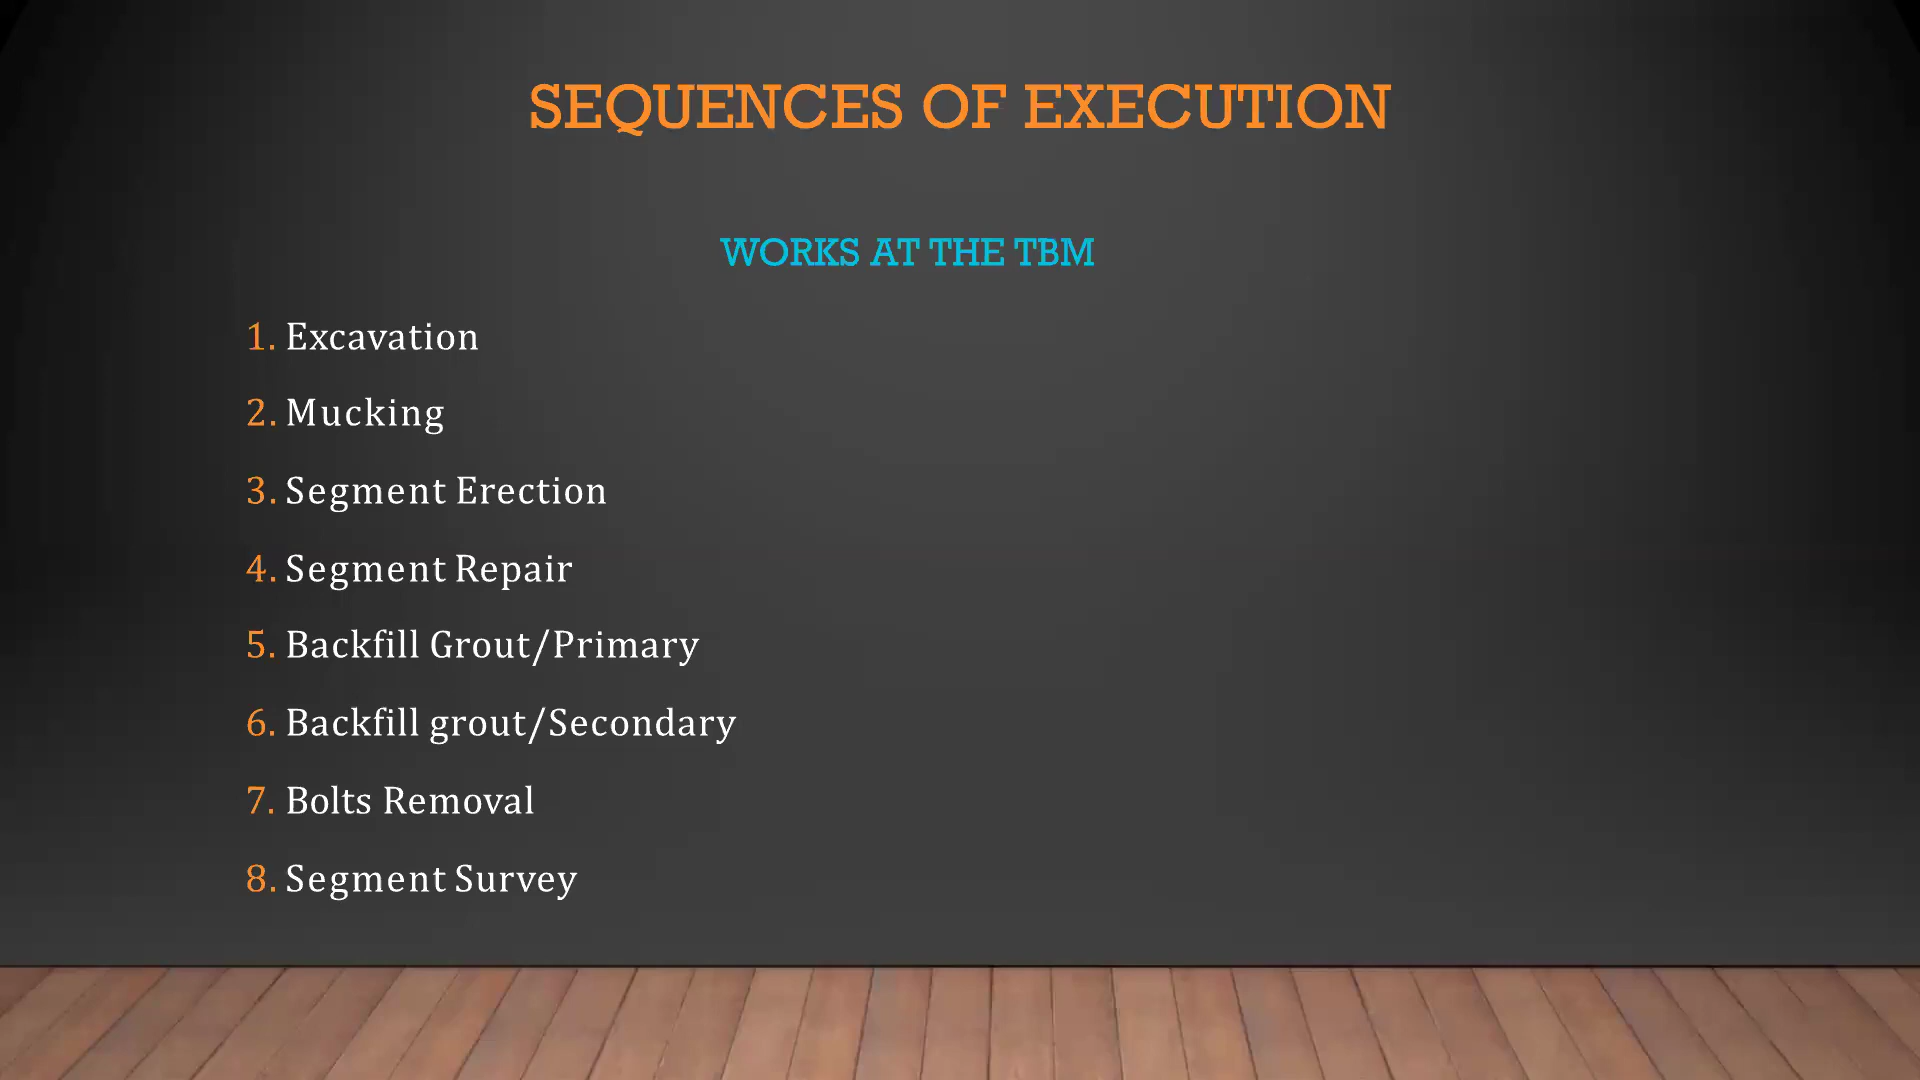 SEQUENCES OF EXECUTION
WORKS AT THE TBM
1. Excavation
2. Mucking
3. Segment Erection
4. Segment Repair
5. Backfill Grout/Primary
6. Backfill grout/Secondary
7. Bolts Removal
8. Segment Survey